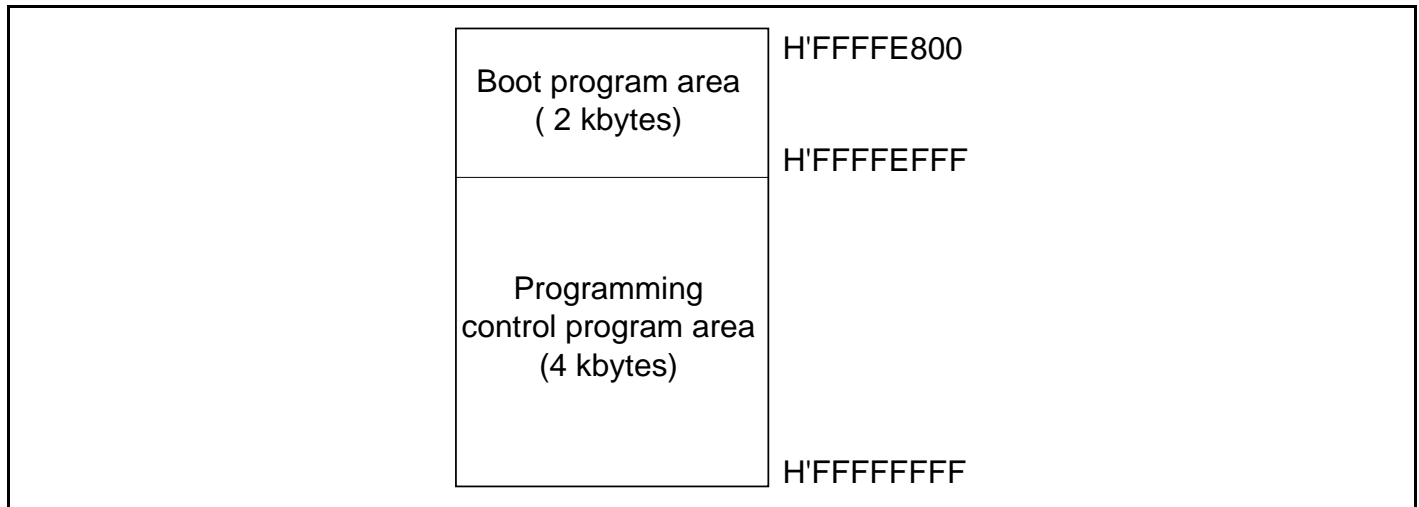 H'FFFFE800
Boot program area
( 2 kbytes)
H'FFFFEFFF
Programming
control program area
(4 kbytes)
H'FFFFFFFF